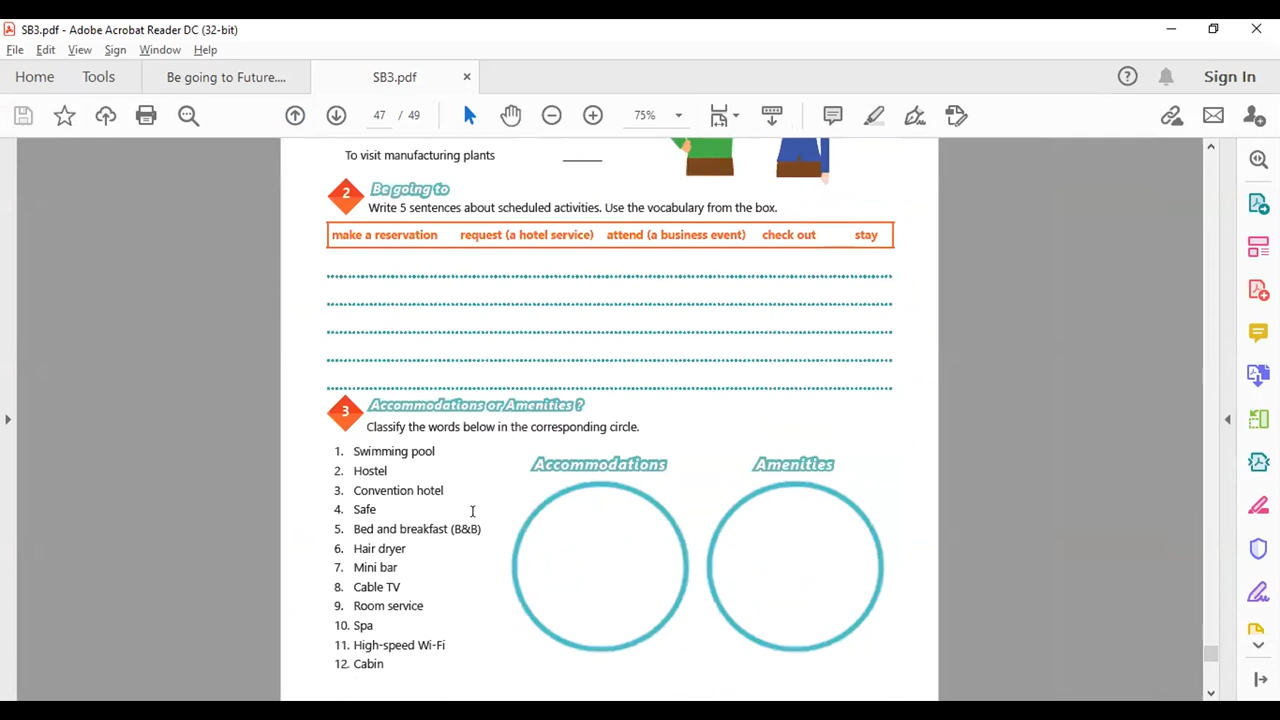 SB3.pdf - Adobe Acrobat Reader DC (32-bit)
File Edit View Sign Window Help
Home Tools Be going to Future.... SB3.pdf × Sign In
47 / 49 75%
To visit manufacturing plants ______
2 Be going to
Write 5 sentences about scheduled activities. Use the vocabulary from the box.
make a reservation request (a hotel service) attend (a business event) check out stay
3 Accommodations or Amenities ?
Classify the words below in the corresponding circle.
1. Swimming pool
2. Hostel
3. Convention hotel
4. Safe
5. Bed and breakfast (B&B)
6. Hair dryer
7. Mini bar
8. Cable TV
9. Room service
10. Spa
11. High-speed Wi-Fi
12. Cabin
Accommodations Amenities